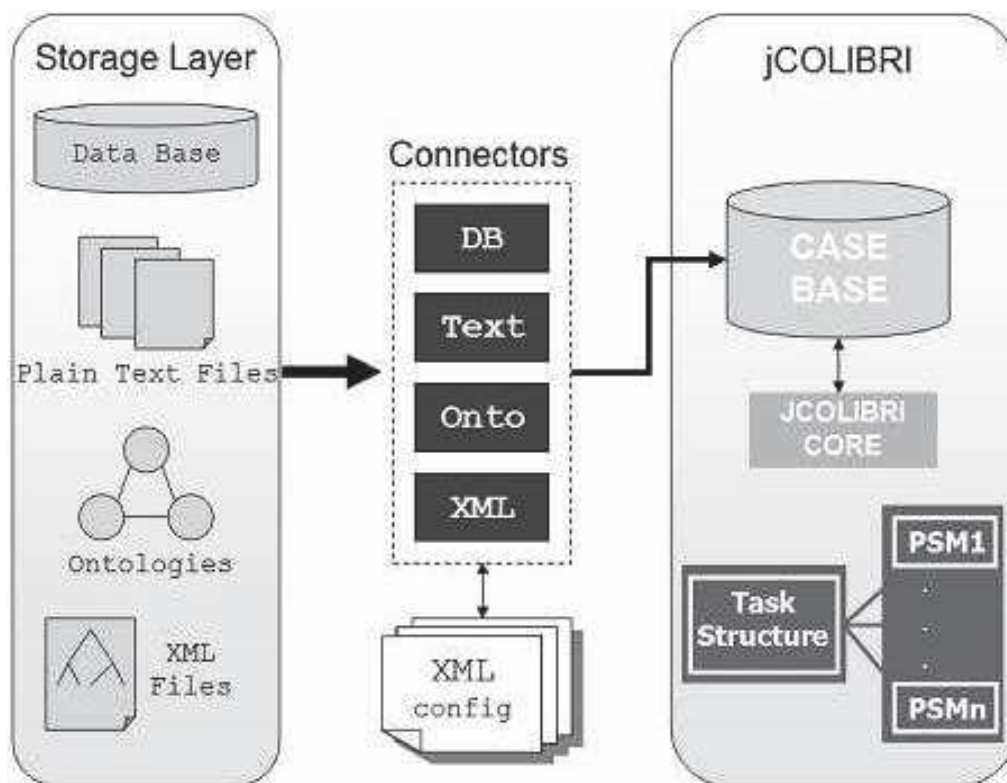 Storage Layer
Data Base
Plain Text Files
Ontologies
XML
Files
Connectors
DB
Text
Onto
XML
XML
config
jCOLIBRI
CASE
BASE
JCOLIBRI
CORE
Task
Structure
PSM1
.
.
.
PSMn